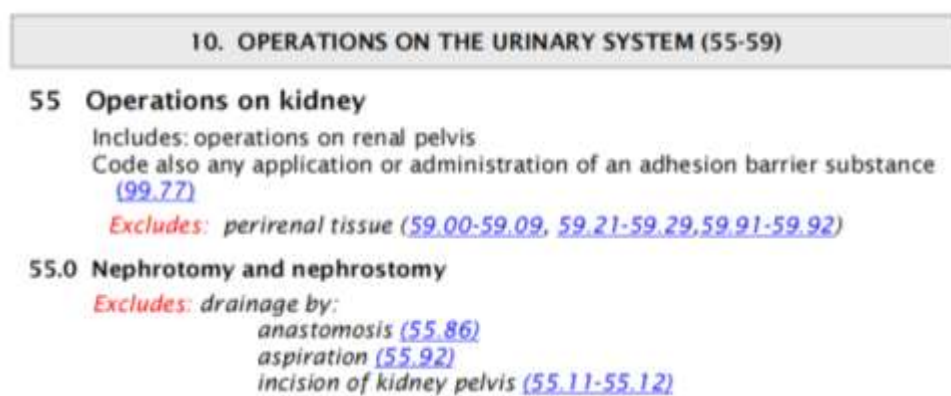 10. OPERATIONS ON THE URINARY SYSTEM (55-59)
55 Operations on kidney
Includes: operations on renal pelvis
Code also any application or administration of an adhesion barrier substance
(99.77)
Excludes: perirenal tissue (59.00-59.09, 59.21-59.29,59.91-59.92)
55.0 Nephrotomy and nephrostomy
Excludes: drainage by:
anastomosis (55.86)
aspiration (55.92)
incision of kidney pelvis (55.11-55.12)